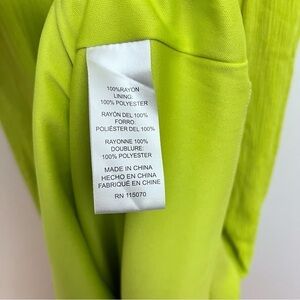 100%RAYON
LINING:
100% POLYESTER
RAYÓN DEL 100%
FORRO:
POLIÉSTER DEL 100%
RAYONNE 100%
DOUBLURE:
100% POLYESTER
MADE IN CHINA
HECHO EN CHINA
FABRIQUÉ EN CHINE
RN 115070